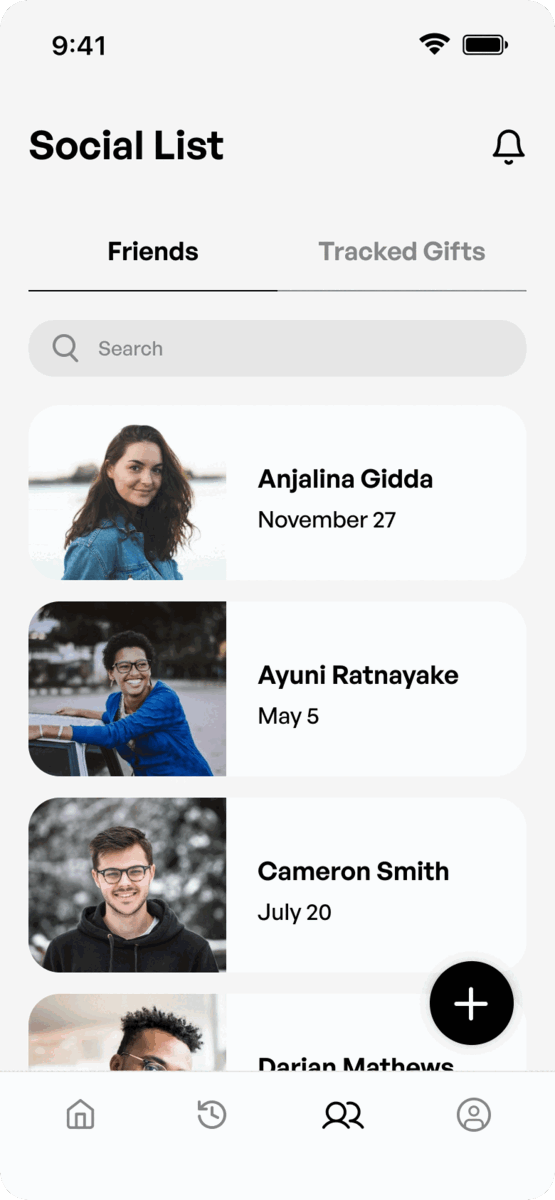 9:41
Social List
Friends
Tracked Gifts
Search
Anjalina Gidda
November 27
Ayuni Ratnayake
May 5
Cameron Smith
July 20
Darian Mathews